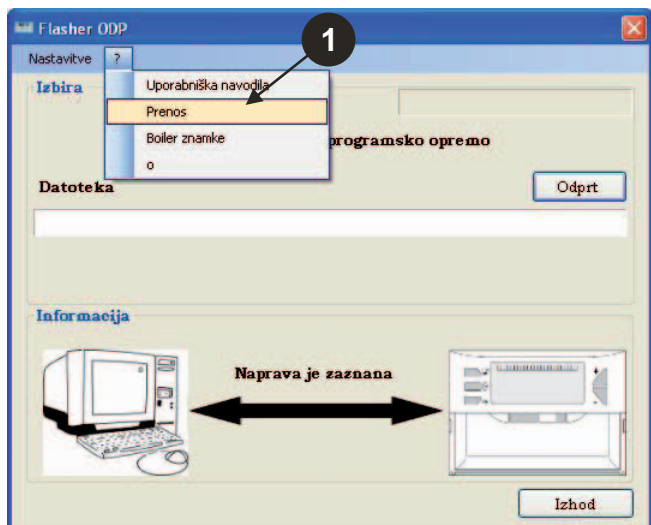 Flasher ODP
1
Nastavitve ?
Izbira
Uporabniška navodila
Prenos
Boiler znamke
o
programsko opremo
Datoteka
Odprt
Informacija
Naprava je zaznana
Izhod